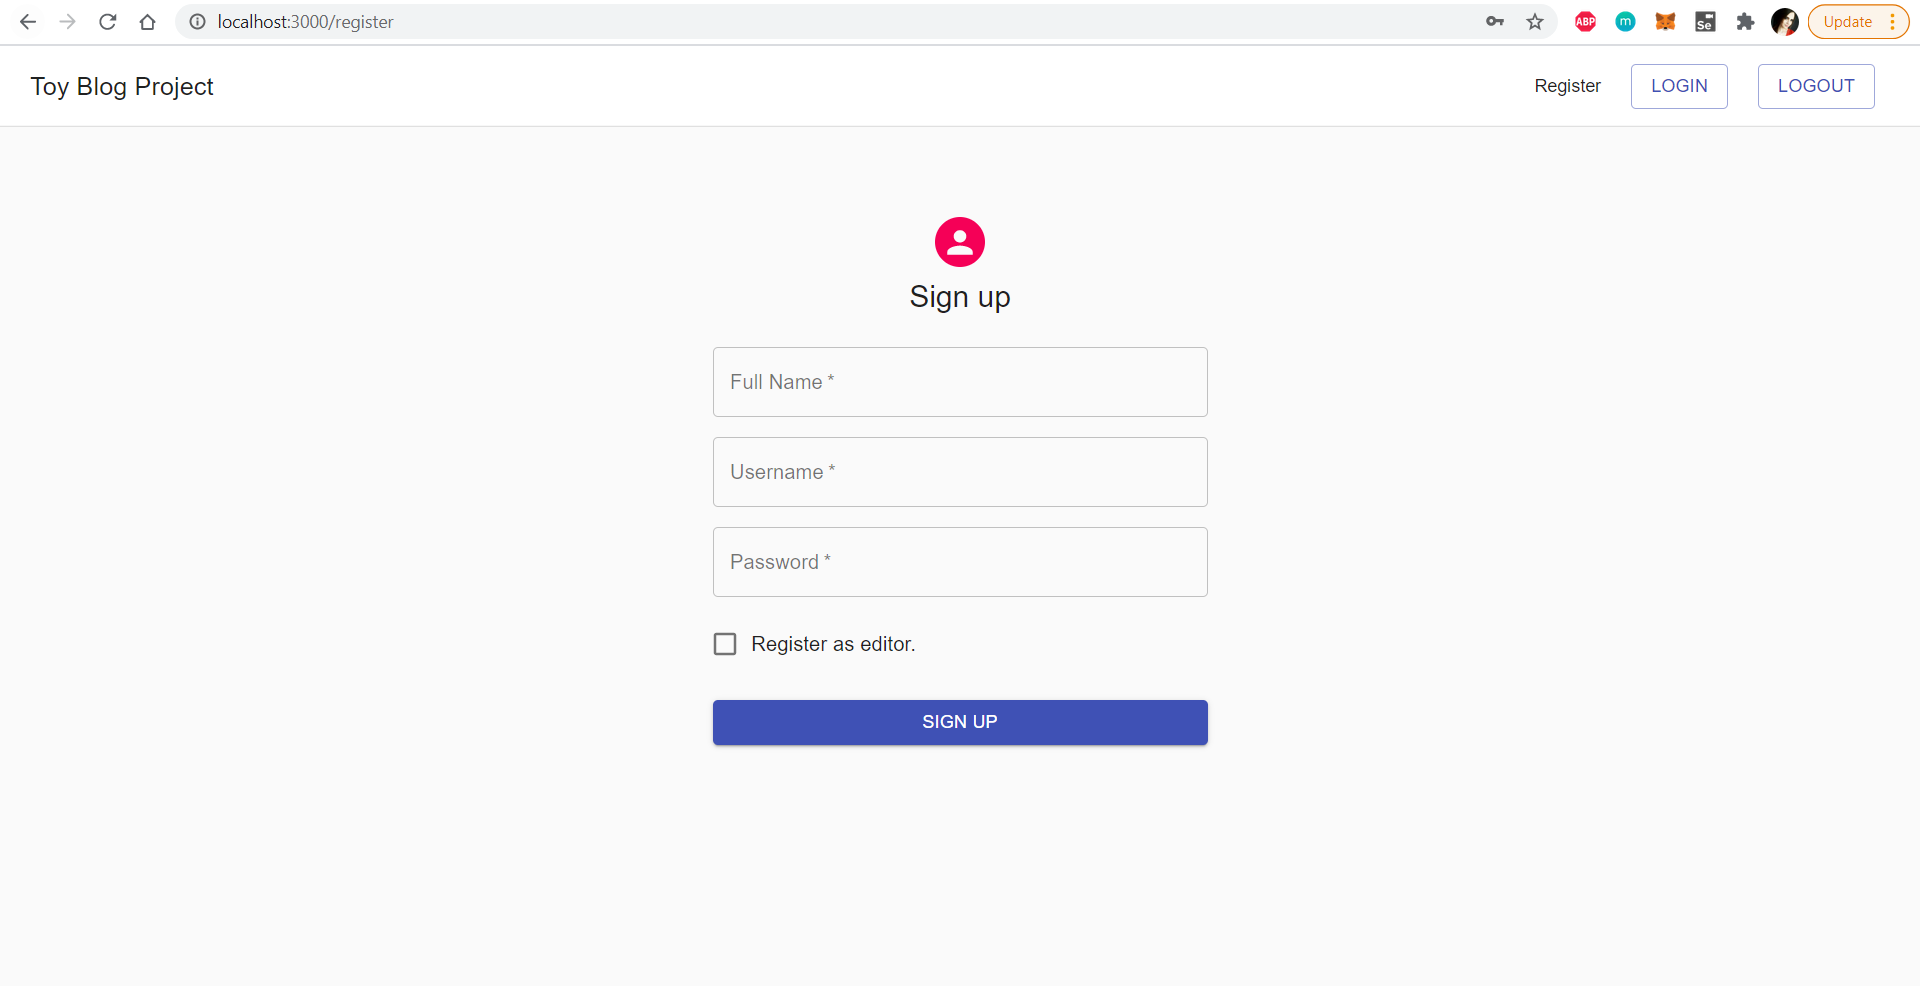 localhost:3000/register
ABP
m
Se
Update
Toy Blog Project
Register
LOGIN
LOGOUT
Sign up
Full Name *
Username *
Password *
Register as editor.
SIGN UP